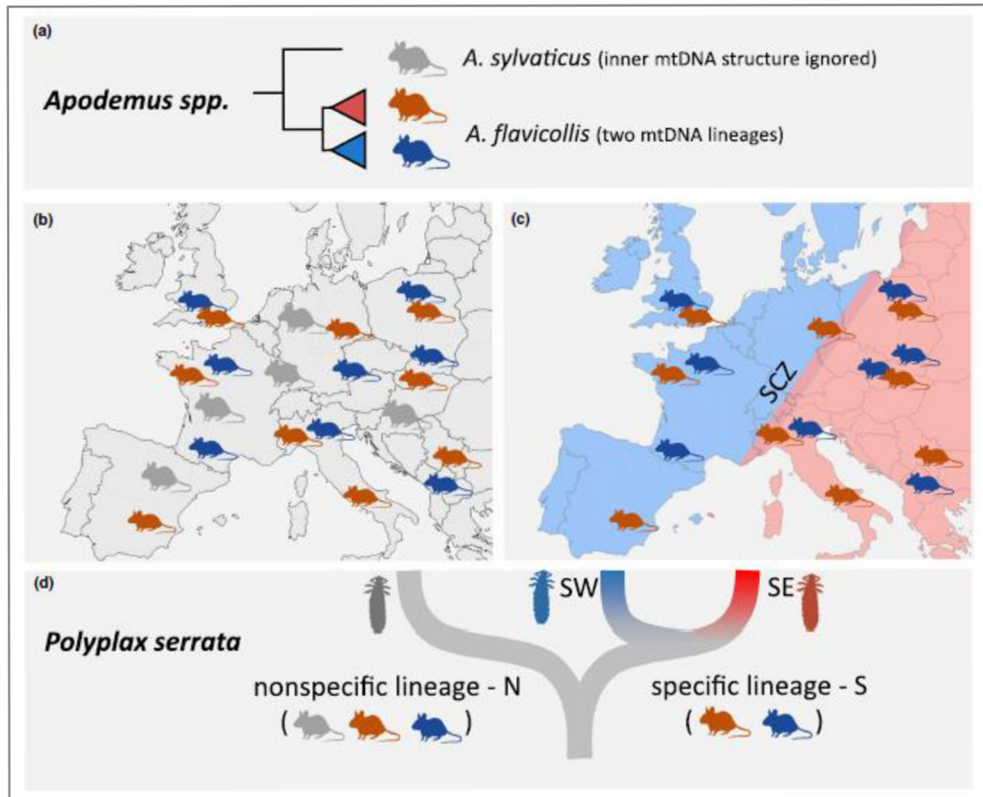 (a)
A. sylvaticus (inner mtDNA structure ignored)
Apodemus spp.
A. flavicollis (two mtDNA lineages)
(b)
(c)
SCZ
(d)
SW
SE
Polyplax serrata
nonspecific lineage - N
specific lineage - S
( )
( )